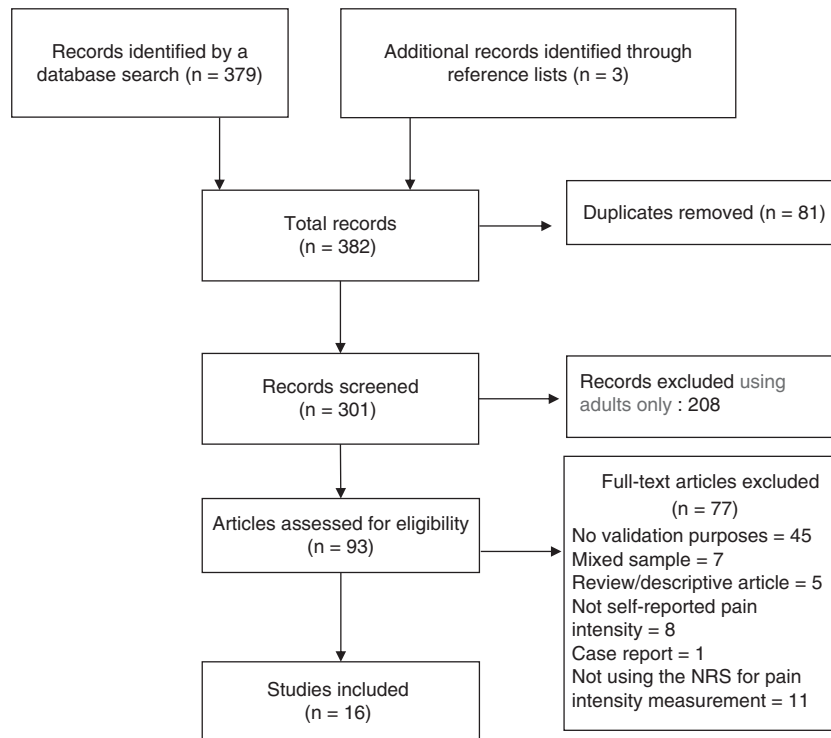 Records identified by a
database search (n = 379)
Additional records identified through
reference lists (n = 3)
Total records
(n = 382)
Duplicates removed (n = 81)
Records screened
(n = 301)
Records excluded using
adults only : 208
Articles assessed for eligibility
(n = 93)
Full-text articles excluded
(n = 77)
No validation purposes = 45
Mixed sample = 7
Review/descriptive article = 5
Not self-reported pain
intensity = 8
Case report = 1
Not using the NRS for pain
intensity measurement = 11
Studies included
(n = 16)